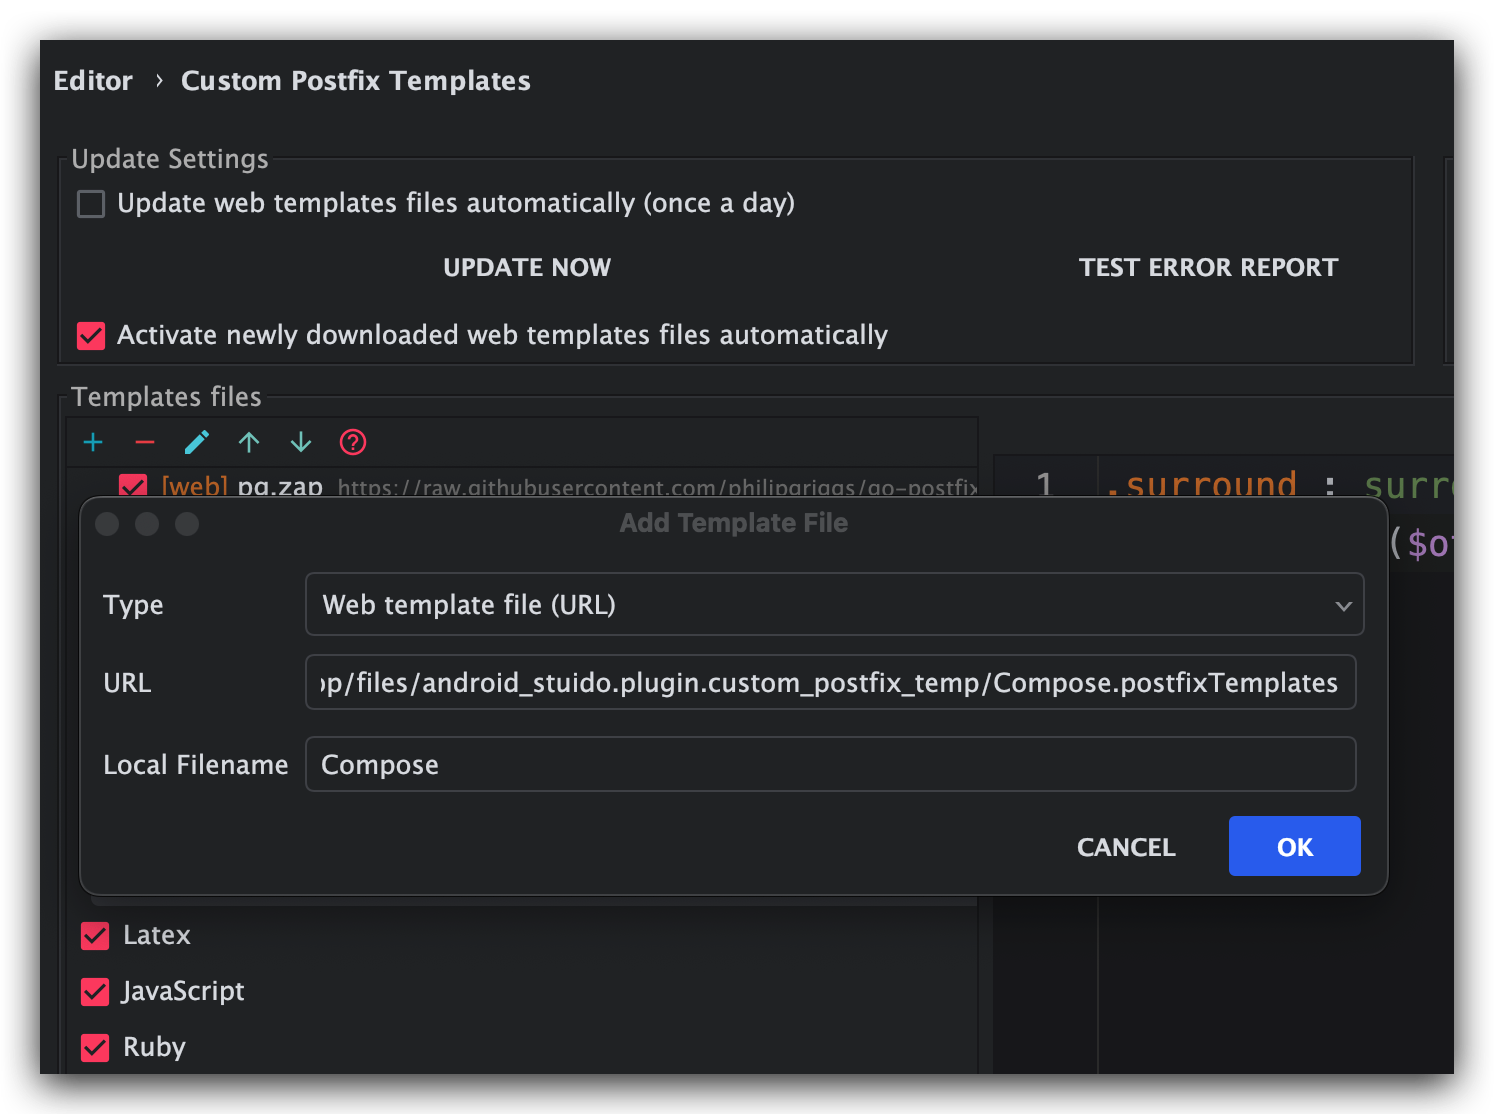 Editor › Custom Postfix Templates
Update Settings
Update web templates files automatically (once a day)
UPDATE NOW TEST ERROR REPORT
Activate newly downloaded web templates files automatically
Templates files
[web] pg.zap https://raw.githubusercontent.com/philipgriggs/go-postfix
1 .surround : surr
($o
Add Template File
Type Web template file (URL)
URL op/files/android_stuido.plugin.custom_postfix_temp/Compose.postfixTemplates
Local Filename Compose
CANCEL OK
Latex
JavaScript
Ruby